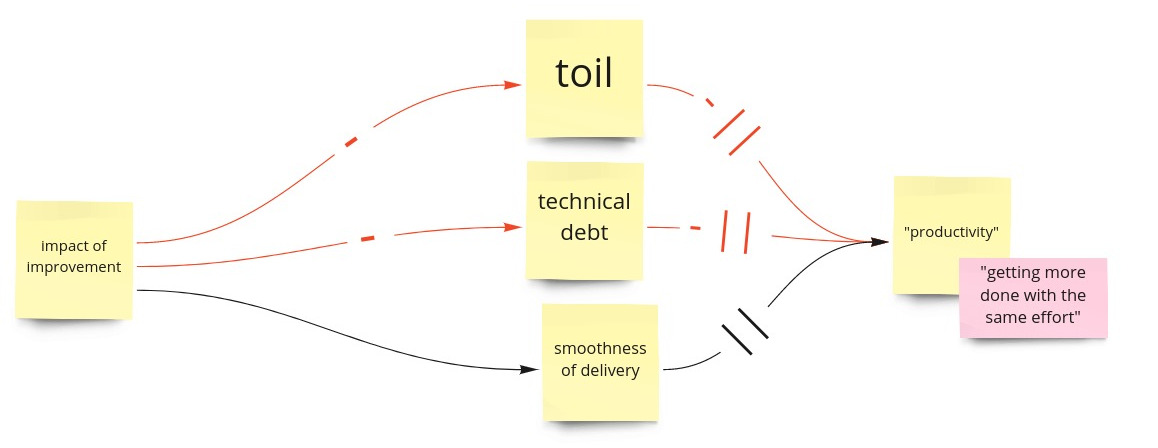 toil
technical
debt
impact of
improvement
smoothness
of delivery
"productivity"
"getting more
done with the
same effort"